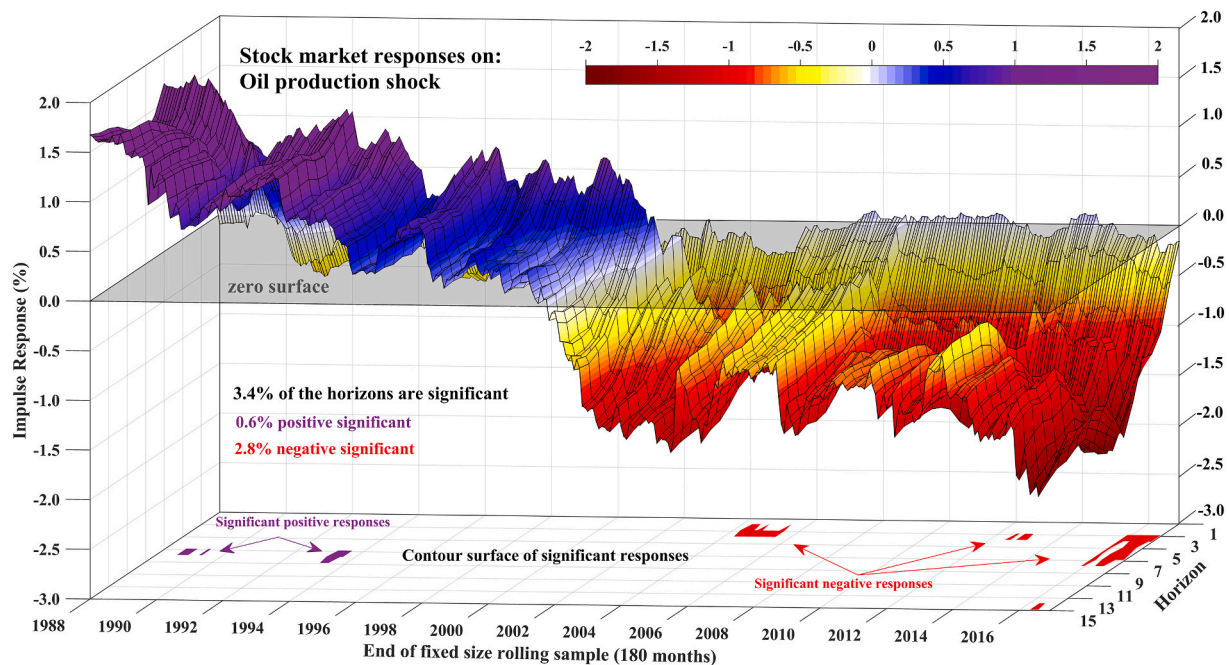 Stock market responses on:
Oil production shock
-2 -1.5 -1 -0.5 0 0.5 1 1.5 2
2.0
1.5
1.0
0.5
0.0
-0.5
-1.0
-1.5
-2.0
-2.5
-3.0
Impulse Response (%)
2.0
1.5
1.0
0.5
0.0
-0.5
-1.0
-1.5
-2.0
-2.5
-3.0
zero surface
3.4% of the horizons are significant
0.6% positive significant
2.8% negative significant
Significant positive responses
Contour surface of significant responses
Significant negative responses
1
3
5
7
9
11
13
15
Horizon
1988 1990 1992 1994 1996 1998 2000 2002 2004 2006 2008 2010 2012 2014 2016
End of fixed size rolling sample (180 months)